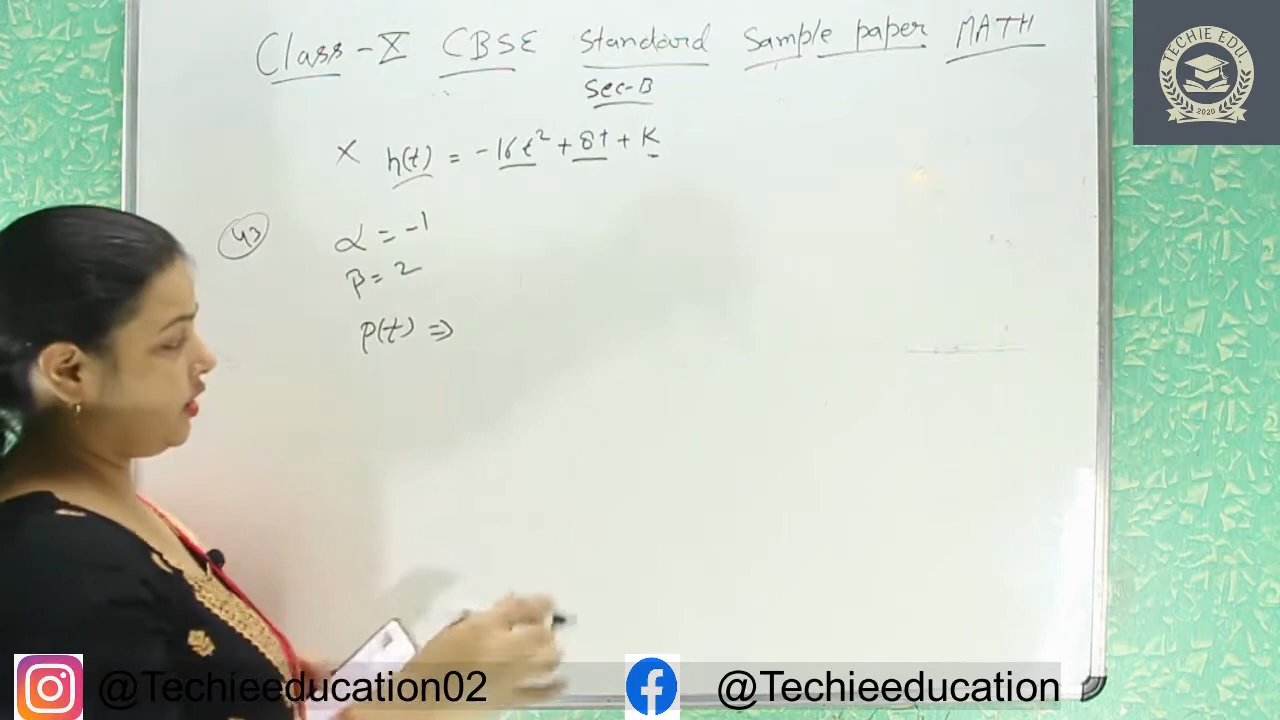 Class-X CBSE Standard Sample paper MATH
Sec-B
× h(t) = -16t² + 8t + k
43
α = -1
β = 2
p(t) ⇒
TECHIE EDU.
2020
@Techieeducation02
@Techieeducation